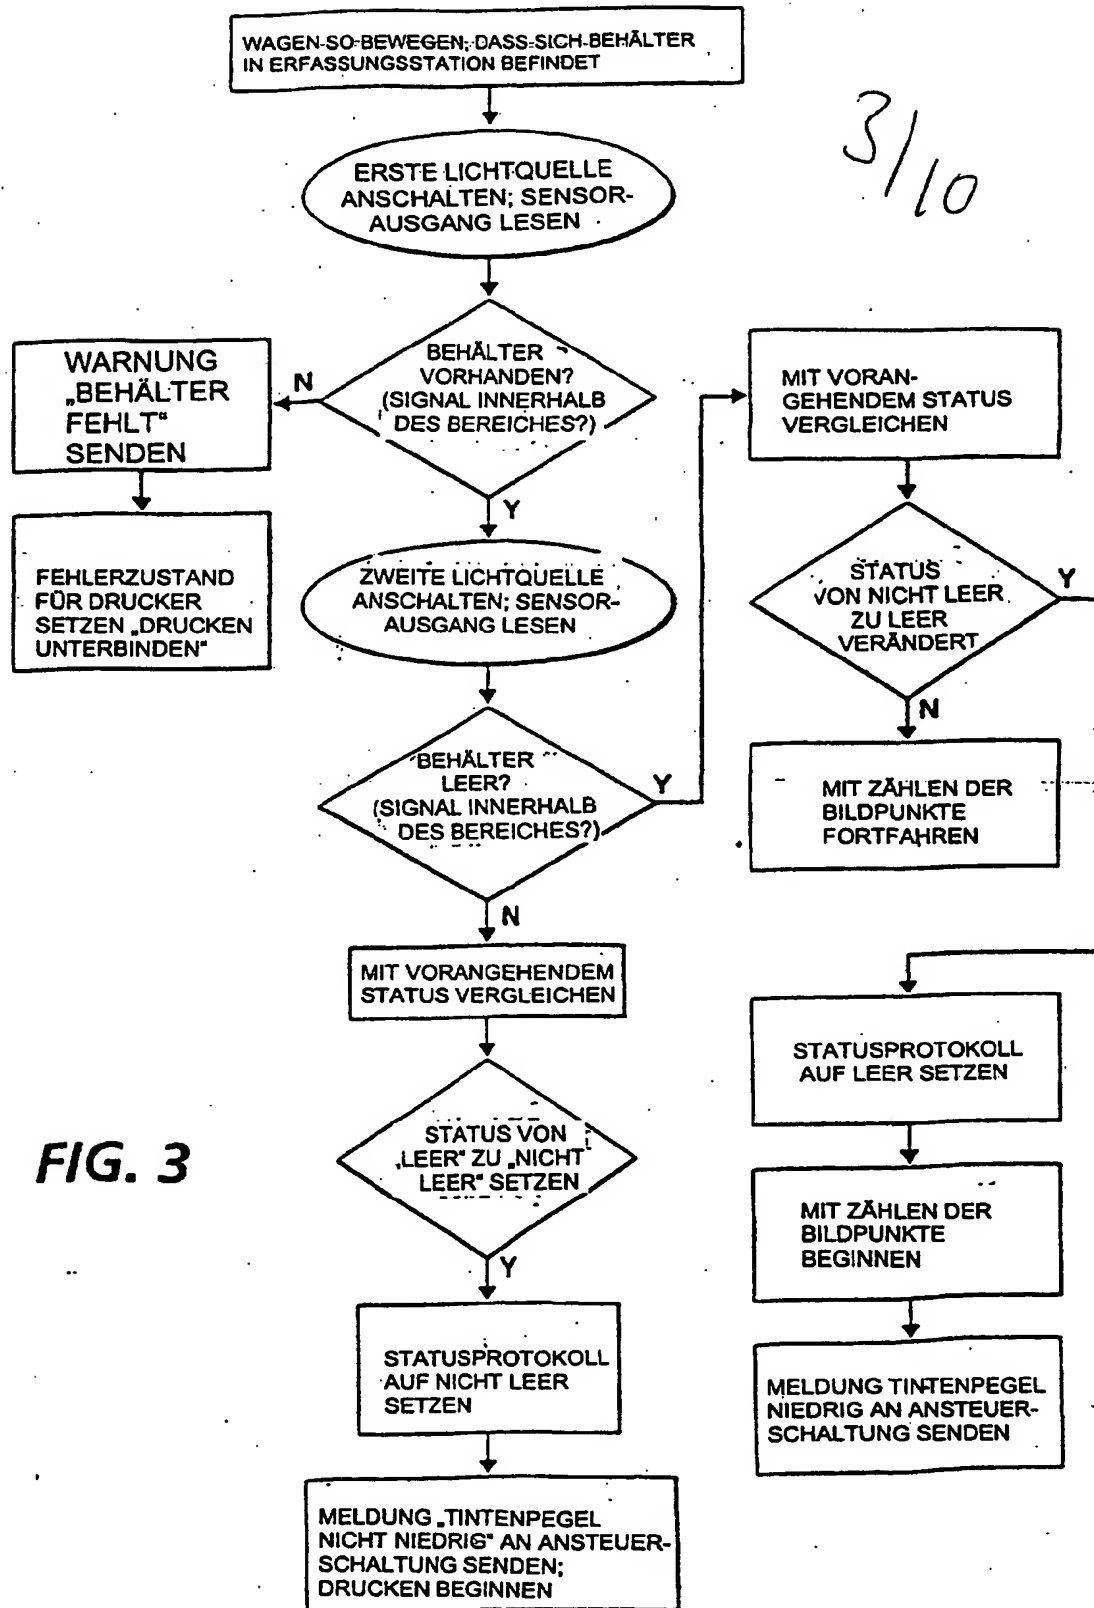 WAGEN SO BEWEGEN, DASS SICH BEHÄLTER
IN ERFASSUNGSSTATION BEFINDET
3/10
ERSTE LICHTQUELLE
ANSCHALTEN; SENSOR-
AUSGANG LESEN
BEHÄLTER
VORHANDEN?
(SIGNAL INNERHALB
DES BEREICHES?)
N
WARNUNG
„BEHÄLTER
FEHLT“
SENDEN
FEHLERZUSTAND
FÜR DRUCKER
SETZEN „DRUCKEN
UNTERBINDEN“
Y
ZWEITE LICHTQUELLE
ANSCHALTEN; SENSOR-
AUSGANG LESEN
BEHÄLTER
LEER?
(SIGNAL INNERHALB
DES BEREICHES?)
Y
MIT VORAN-
GEHENDEM STATUS
VERGLEICHEN
STATUS
VON NICHT LEER
ZU LEER
VERÄNDERT
Y
N
MIT ZÄHLEN DER
BILDPUNKTE
FORTFAHREN
N
MIT VORANGEHENDEM
STATUS VERGLEICHEN
STATUS VON
„LEER“ ZU „NICHT
LEER“ SETZEN
Y
STATUSPROTOKOLL
AUF NICHT LEER
SETZEN
MELDUNG „TINTENPEGEL
NICHT NIEDRIG“ AN ANSTEUER-
SCHALTUNG SENDEN;
DRUCKEN BEGINNEN
STATUSPROTOKOLL
AUF LEER SETZEN
MIT ZÄHLEN DER
BILDPUNKTE
BEGINNEN
MELDUNG TINTENPEGEL
NIEDRIG AN ANSTEUER-
SCHALTUNG SENDEN
FIG. 3